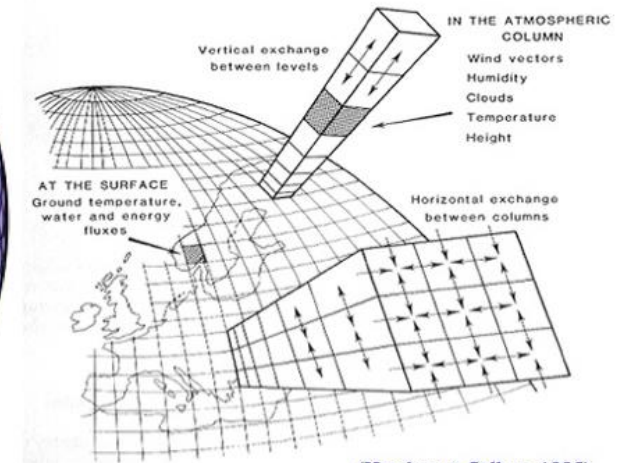 IN THE ATMOSPHERIC
COLUMN
Wind vectors
Humidity
Clouds
Temperature
Height
Vertical exchange
between levels
AT THE SURFACE
Ground temperature,
water and energy
fluxes
Horizontal exchange
between columns